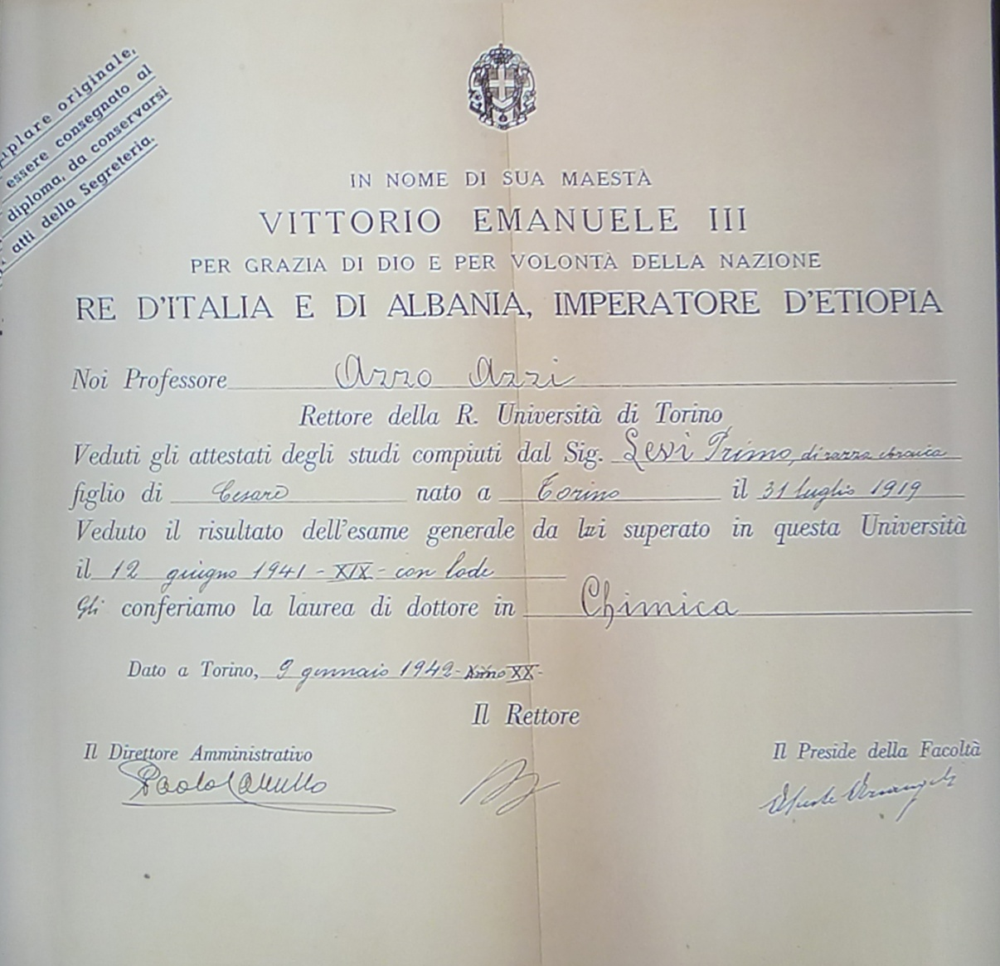 plare originale,
essere consegnato al
diploma, da conservarsi
atti della Segreteria.
IN NOME DI SUA MAESTÀ
VITTORIO EMANUELE III
PER GRAZIA DI DIO E PER VOLONTÀ DELLA NAZIONE
RE D'ITALIA E DI ALBANIA, IMPERATORE D'ETIOPIA
Noi Professore Azzo Azzi
Rettore della R. Università di Torino
Veduti gli attestati degli studi compiuti dal Sig. Levi Primo, di razza ebraica
figlio di Cesare nato a Torino il 31 luglio 1919
Veduto il risultato dell'esame generale da lui superato in questa Università
il 12 giugno 1941 - XIX - con lode
Gli conferiamo la laurea di dottore in Chimica
Dato a Torino, 9 gennaio 1942 - Anno XX -
Il Rettore
Il Direttore Amministrativo
Il Preside della Facoltà
Paolo